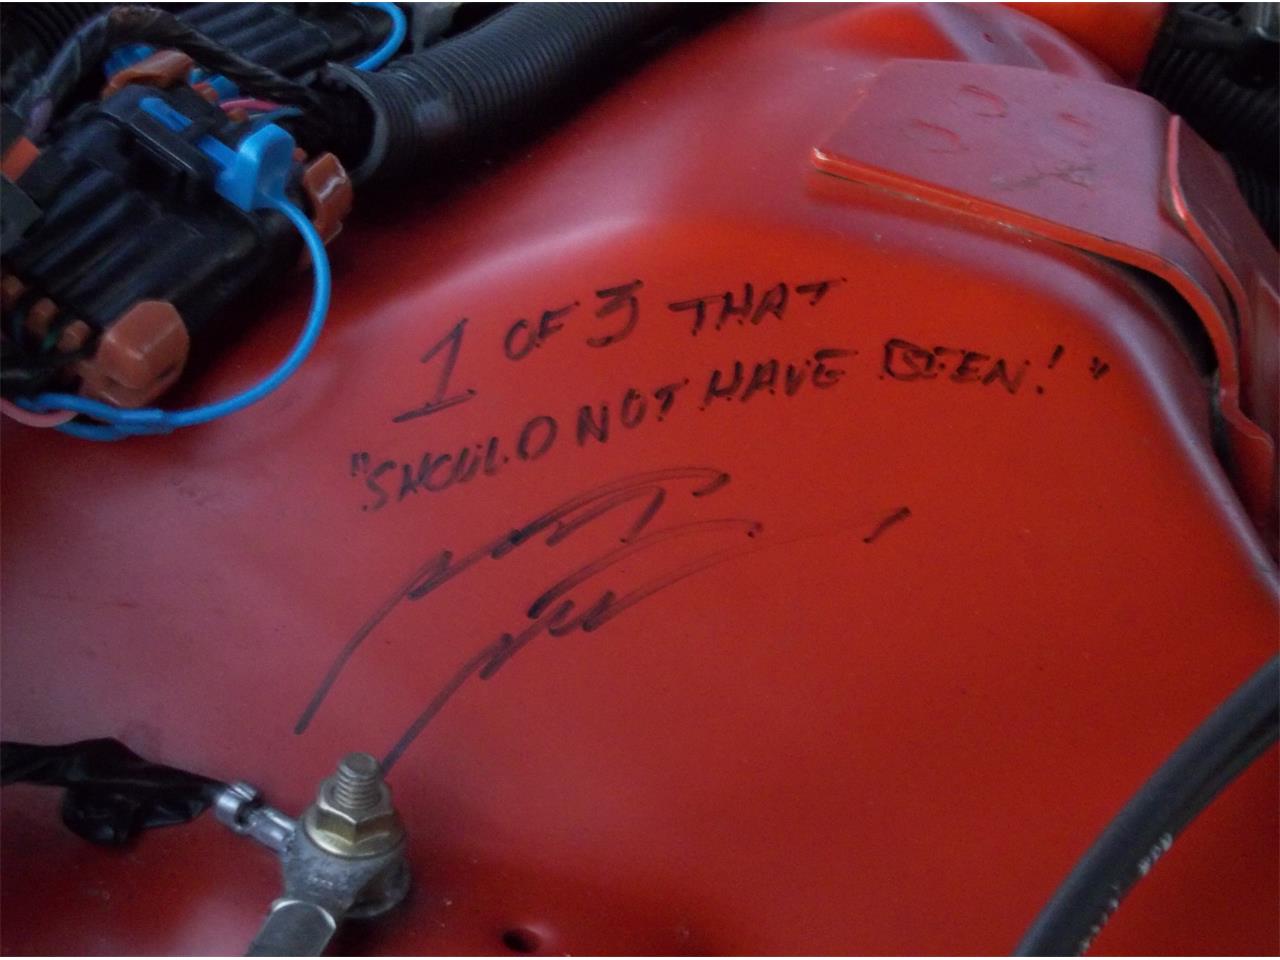 1 OF 3 THAT
"SHOULD NOT HAVE BEEN!"